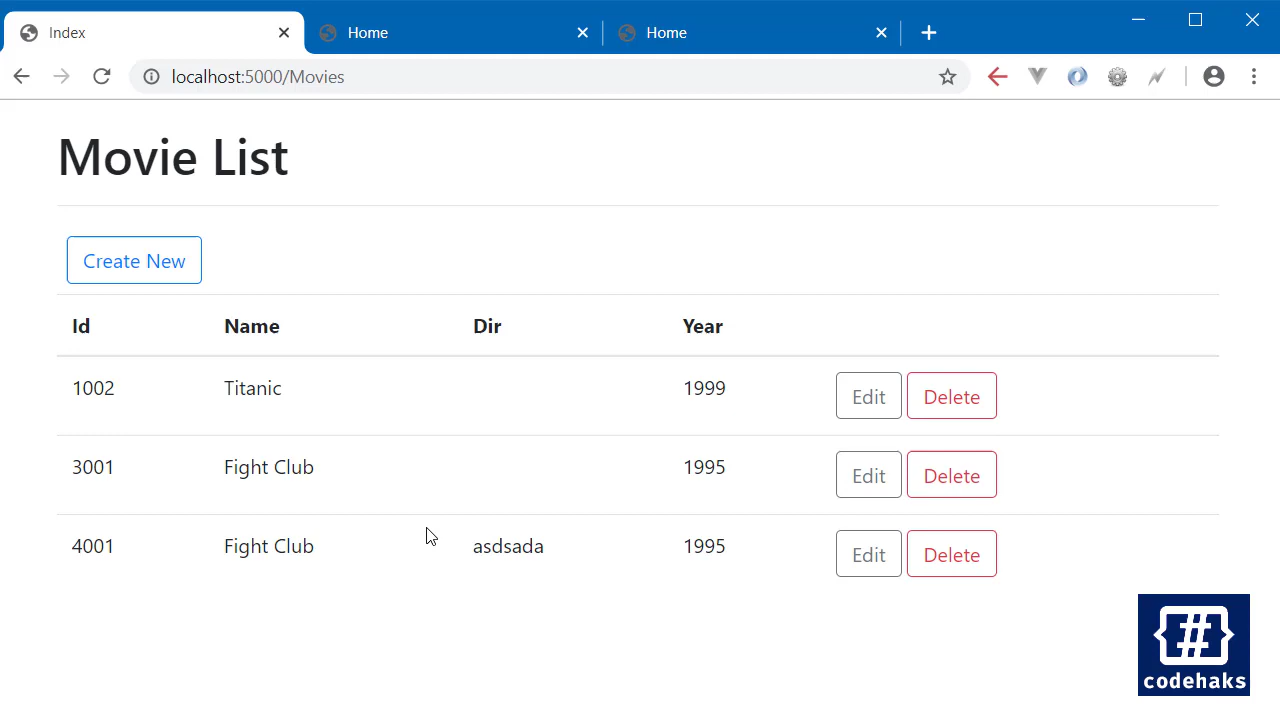 Index Home Home
localhost:5000/Movies
Movie List
Create New
Id Name Dir Year
1002 Titanic 1999 Edit Delete
3001 Fight Club 1995 Edit Delete
4001 Fight Club asdsada 1995 Edit Delete
{#}
codehaks